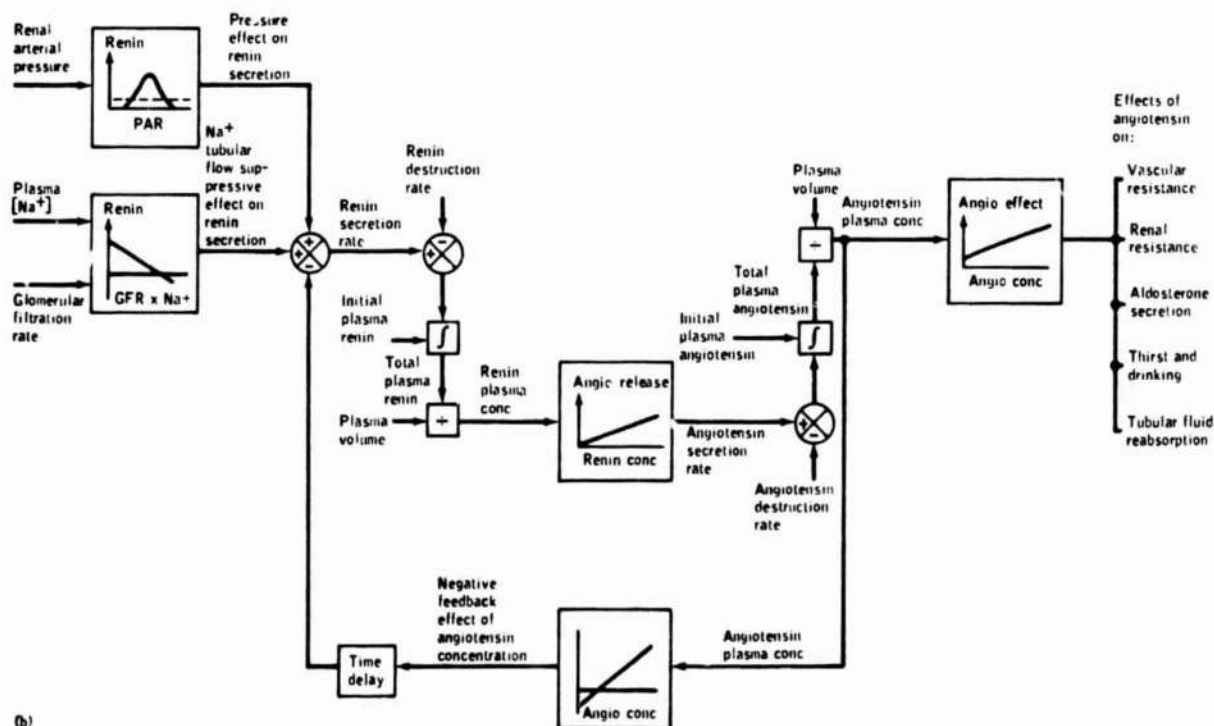 Renal
arterial
pressure
Renin
PAR
Pressure
effect on
renin
secretion
Na+
tubular
flow sup-
pressive
effect on
renin
secretion
Plasma
[Na+]
Renin
GFR x Na+
Glomerular
filtration
rate
+
+
-
Renin
secretion
rate
Renin
destruction
rate
-
+
Initial
plasma
renin
∫
Total
plasma
renin
Plasma
volume
÷
Renin
plasma
conc
Angio release
Renin conc
Angiotensin
secretion
rate
+
-
Angiotensin
destruction
rate
Initial
plasma
angiotensin
∫
Total
plasma
angiotensin
Plasma
volume
÷
Angiotensin
plasma conc
Angio effect
Angio conc
Effects of
angiotensin
on:
Vascular
resistance
Renal
resistance
Aldosterone
secretion
Thirst and
drinking
Tubular fluid
reabsorption
Angiotensin
plasma conc
Angio conc
Negative
feedback
effect of
angiotensin
concentration
Time
delay
(b)